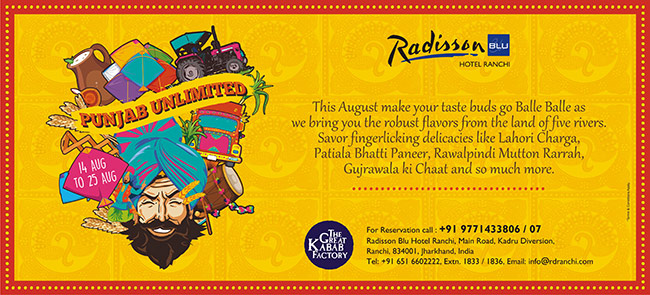 PUNJAB UNLIMITED
14 AUG
TO 25 AUG
Radisson BLU
HOTEL RANCHI
This August make your taste buds go Balle Balle as
we bring you the robust flavors from the land of five rivers.
Savor fingerlicking delicacies like Lahori Charga,
Patiala Bhatti Paneer, Rawalpindi Mutton Rarrah,
Gujrawala ki Chaat and so much more.
THE
GREAT
KABAB
FACTORY
For Reservation call : +91 9771433806 / 07
Radisson Blu Hotel Ranchi, Main Road, Kadru Diversion,
Ranchi, 834001, Jharkhand, India
Tel: +91 651 6602222, Extn. 1833 / 1836, Email: info@rdranchi.com